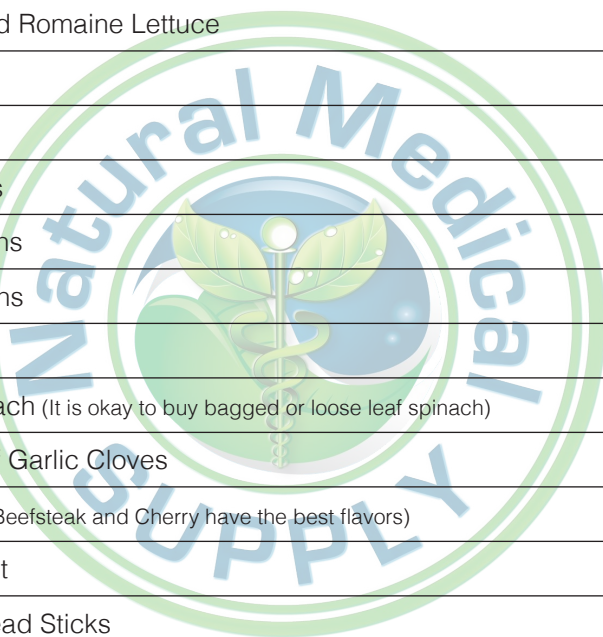 d Romaine Lettuce
s
ns
ns
ach (It is okay to buy bagged or loose leaf spinach)
Garlic Cloves
Beefsteak and Cherry have the best flavors)
t
ead Sticks
Natural Medical
SUPPLY